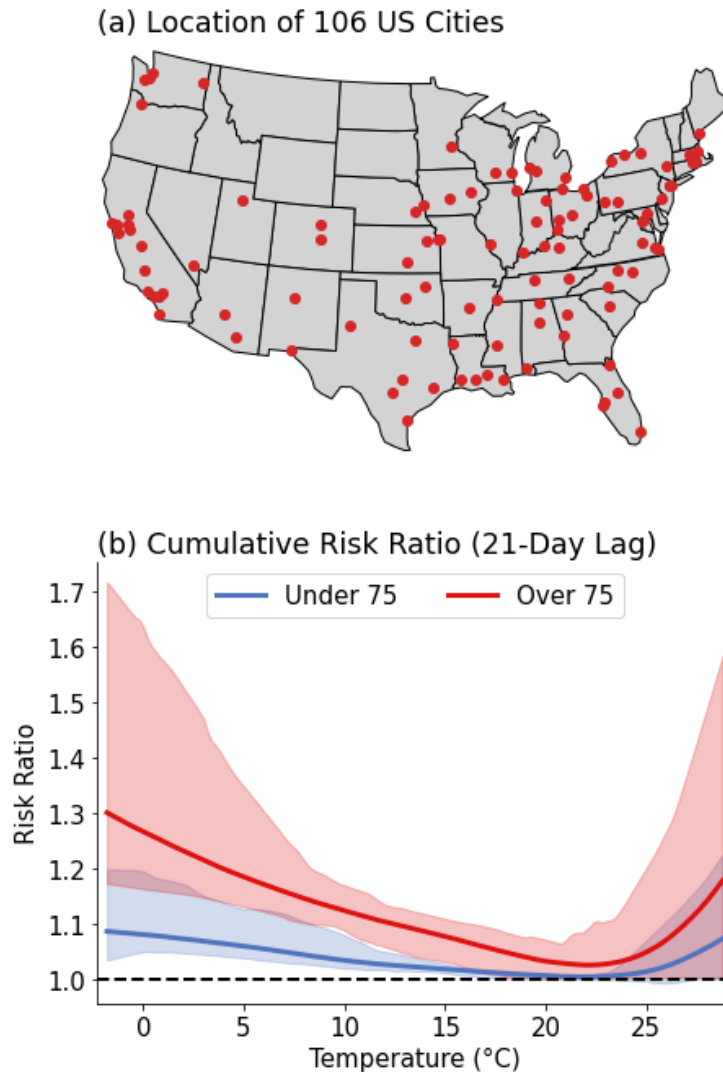 (a) Location of 106 US Cities
(b) Cumulative Risk Ratio (21-Day Lag)
Under 75
Over 75
1.7
1.6
1.5
1.4
1.3
1.2
1.1
1.0
Risk Ratio
0 5 10 15 20 25
Temperature (°C)